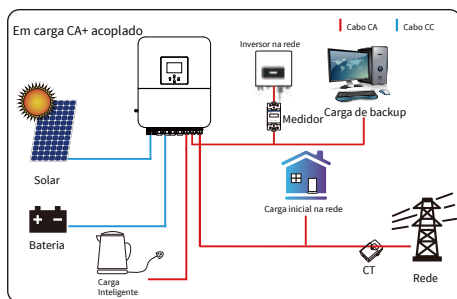 Em carga CA+ acoplado
Cabo CA
Cabo CC
Inversor na rede
Medidor
Carga de backup
Solar
Carga inicial na rede
Bateria
Carga
Inteligente
CT
Rede